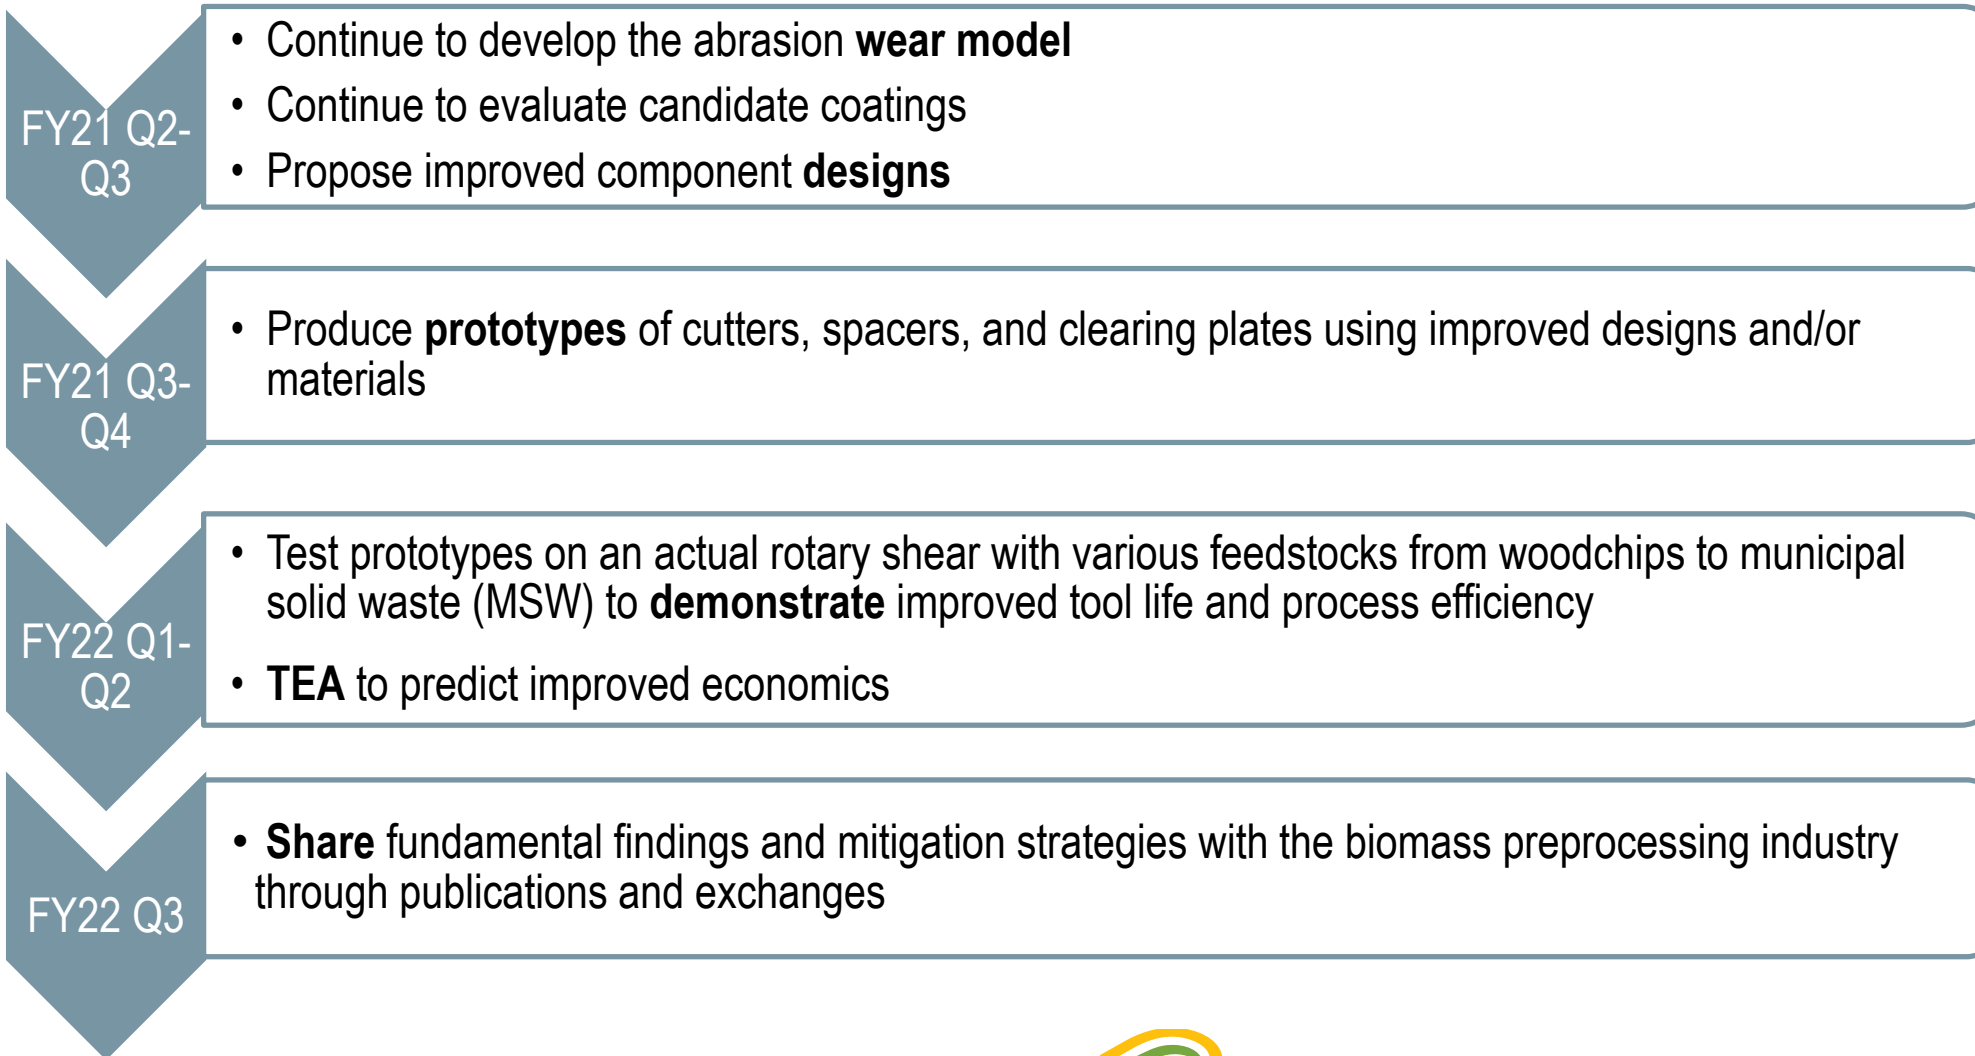 FY21 Q2-
Q3
• Continue to develop the abrasion wear model
• Continue to evaluate candidate coatings
• Propose improved component designs
FY21 Q3-
Q4
• Produce prototypes of cutters, spacers, and clearing plates using improved designs and/or
materials
FY22 Q1-
Q2
• Test prototypes on an actual rotary shear with various feedstocks from woodchips to municipal
solid waste (MSW) to demonstrate improved tool life and process efficiency
• TEA to predict improved economics
FY22 Q3
• Share fundamental findings and mitigation strategies with the biomass preprocessing industry
through publications and exchanges